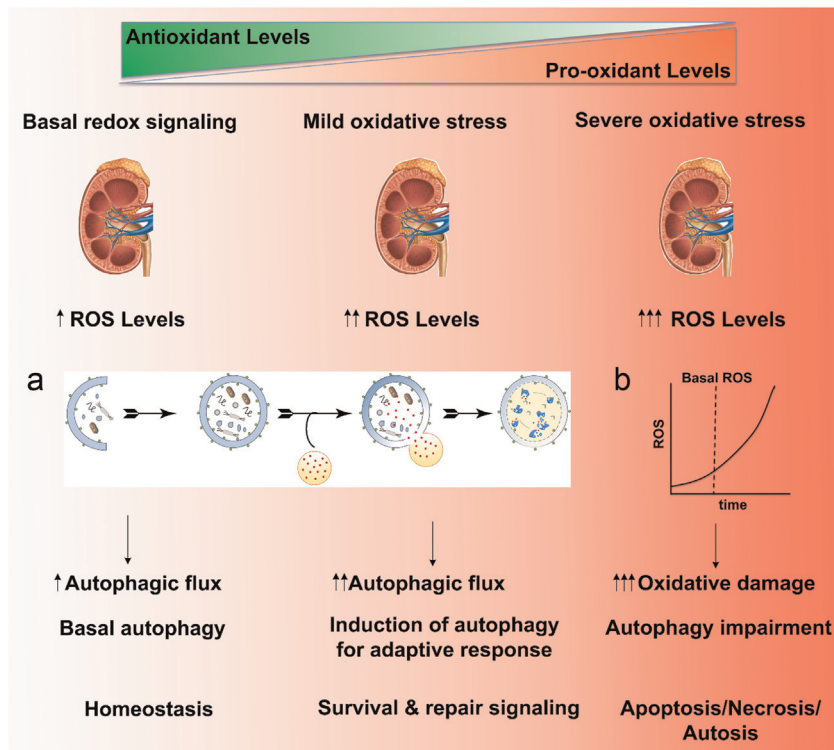 Antioxidant Levels
Pro-oxidant Levels
Basal redox signaling
Mild oxidative stress
Severe oxidative stress
↑ ROS Levels
↑↑ ROS Levels
↑↑↑ ROS Levels
a
b
Basal ROS
ROS
time
↑Autophagic flux
Basal autophagy
Homeostasis
↑↑Autophagic flux
Induction of autophagy
for adaptive response
Survival & repair signaling
↑↑↑Oxidative damage
Autophagy impairment
Apoptosis/Necrosis/
Autosis